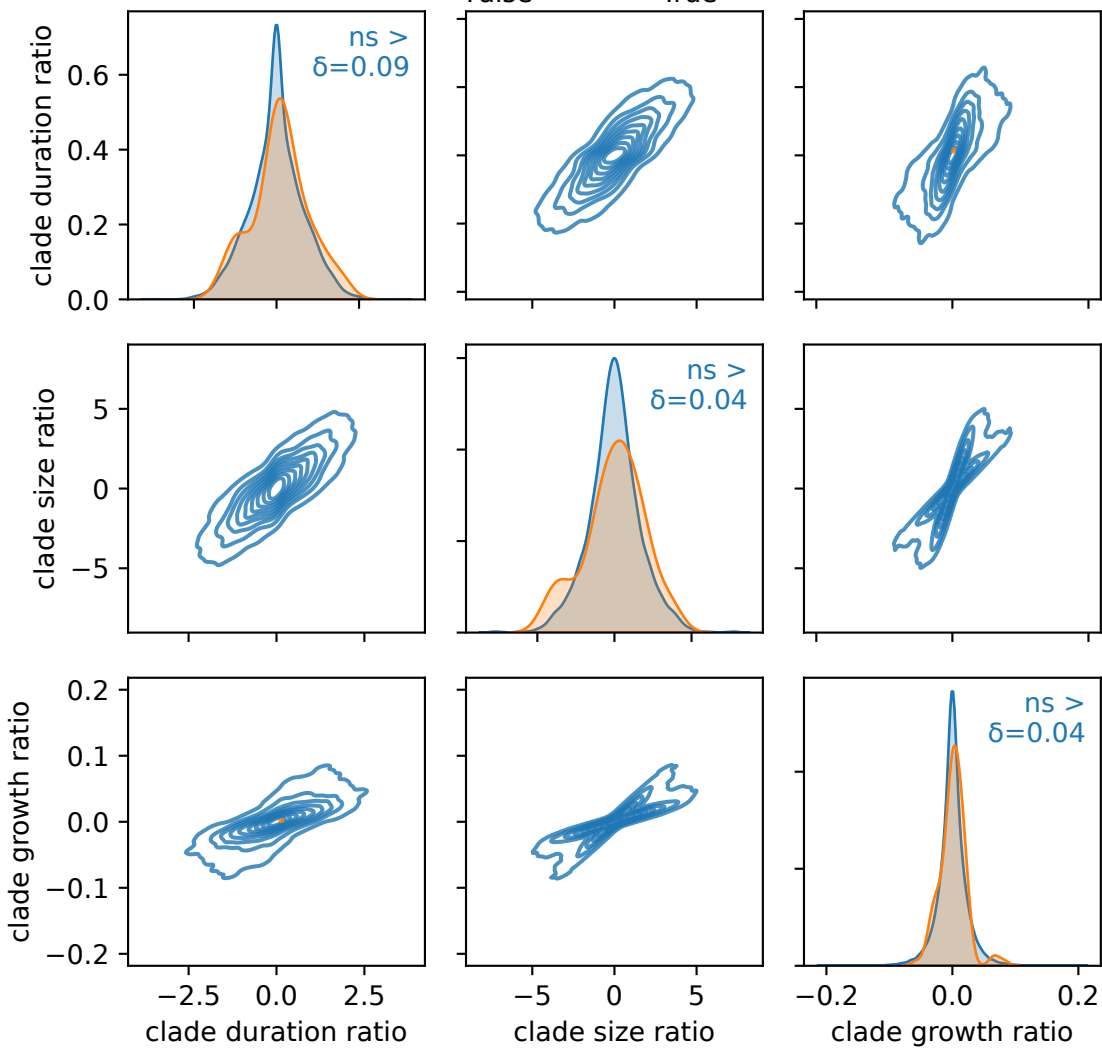 False True
clade duration ratio
0.6
0.4
0.2
0.0
ns >
δ=0.09
clade size ratio
5
0
−5
ns >
δ=0.04
clade growth ratio
0.2
0.1
0.0
−0.1
−0.2
ns >
δ=0.04
−2.5 0.0 2.5
−5 0 5
−0.2 0.0 0.2
clade duration ratio
clade size ratio
clade growth ratio